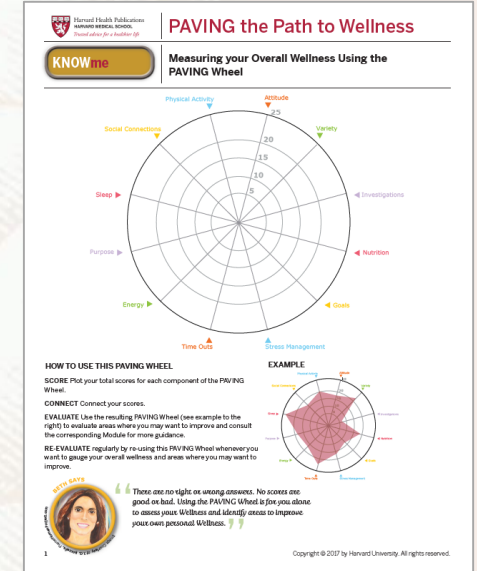 Harvard Health Publications
HARVARD MEDICAL SCHOOL
Trusted advice for a healthier life
PAVING the Path to Wellness
KNOWme
Measuring your Overall Wellness Using the
PAVING Wheel
Physical Activity
Attitude
25
Social Connections
Variety
20
15
10
5
Sleep
Investigations
Purpose
Nutrition
Energy
Goals
Time Outs
Stress Management
HOW TO USE THIS PAVING WHEEL
SCORE Plot your total scores for each component of the PAVING
Wheel.
CONNECT Connect your scores.
EVALUATE Use the resulting PAVING Wheel (see example to the
right) to evaluate areas where you may want to improve and consult
the corresponding Module for more guidance.
RE-EVALUATE regularly by re-using this PAVING Wheel whenever you
want to gauge your overall wellness and areas where you may want to
improve.
EXAMPLE
BETH GATE
“There are no right or wrong answers. No scores are
good or bad. Using the PAVING Wheel is for you alone
to assess your Wellness and identify areas to improve
your own personal Wellness.”
1
Copyright © 2017 by Harvard University. All rights reserved.